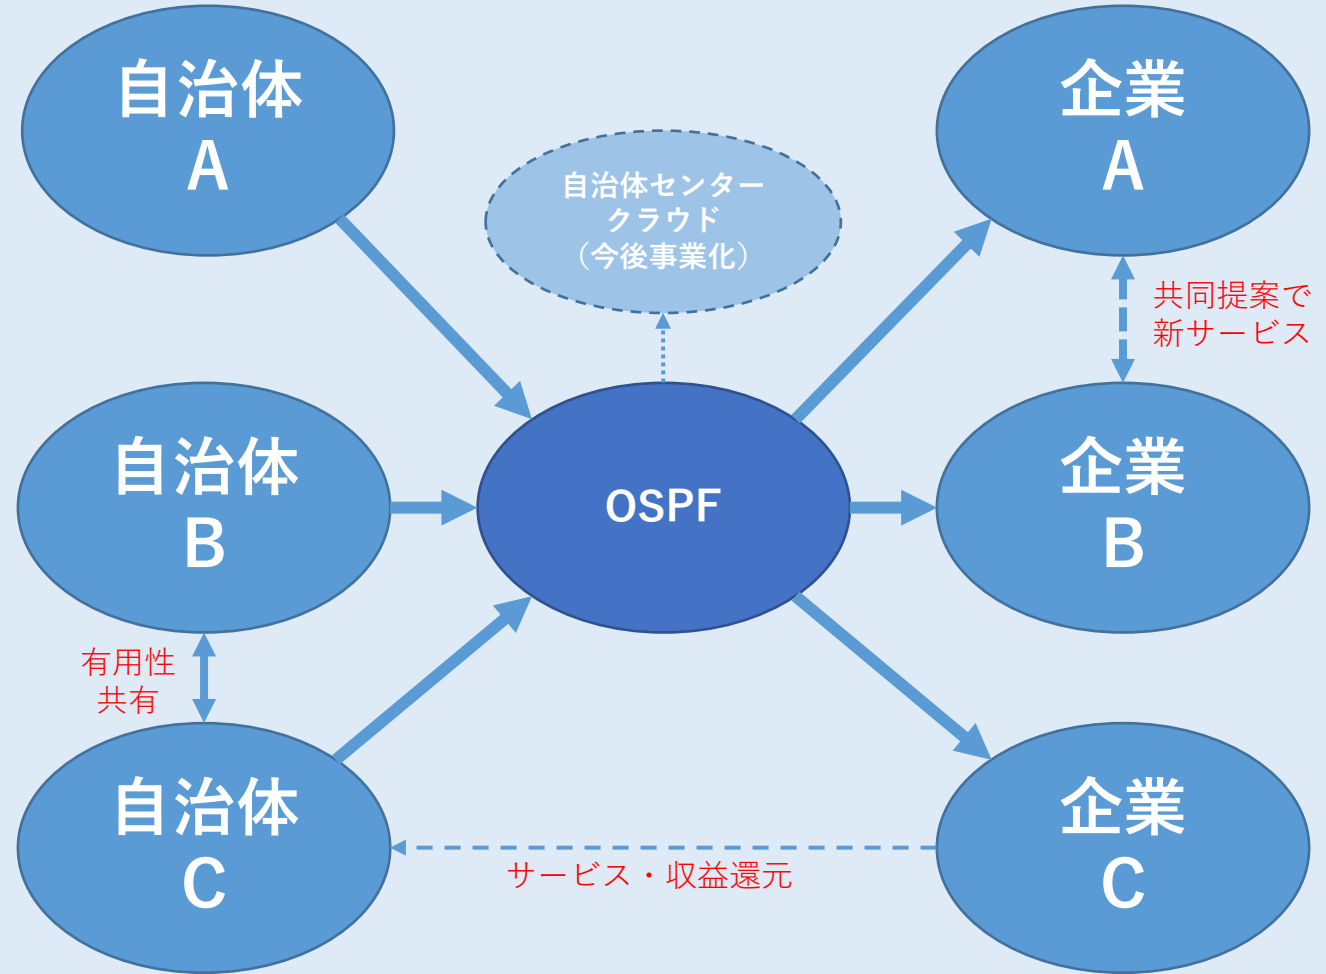 自治体
A
自治体センター
クラウド
（今後事業化）
企業
A
共同提案で
新サービス
自治体
B
OSPF
企業
B
有用性
共有
自治体
C
サービス・収益還元
企業
C